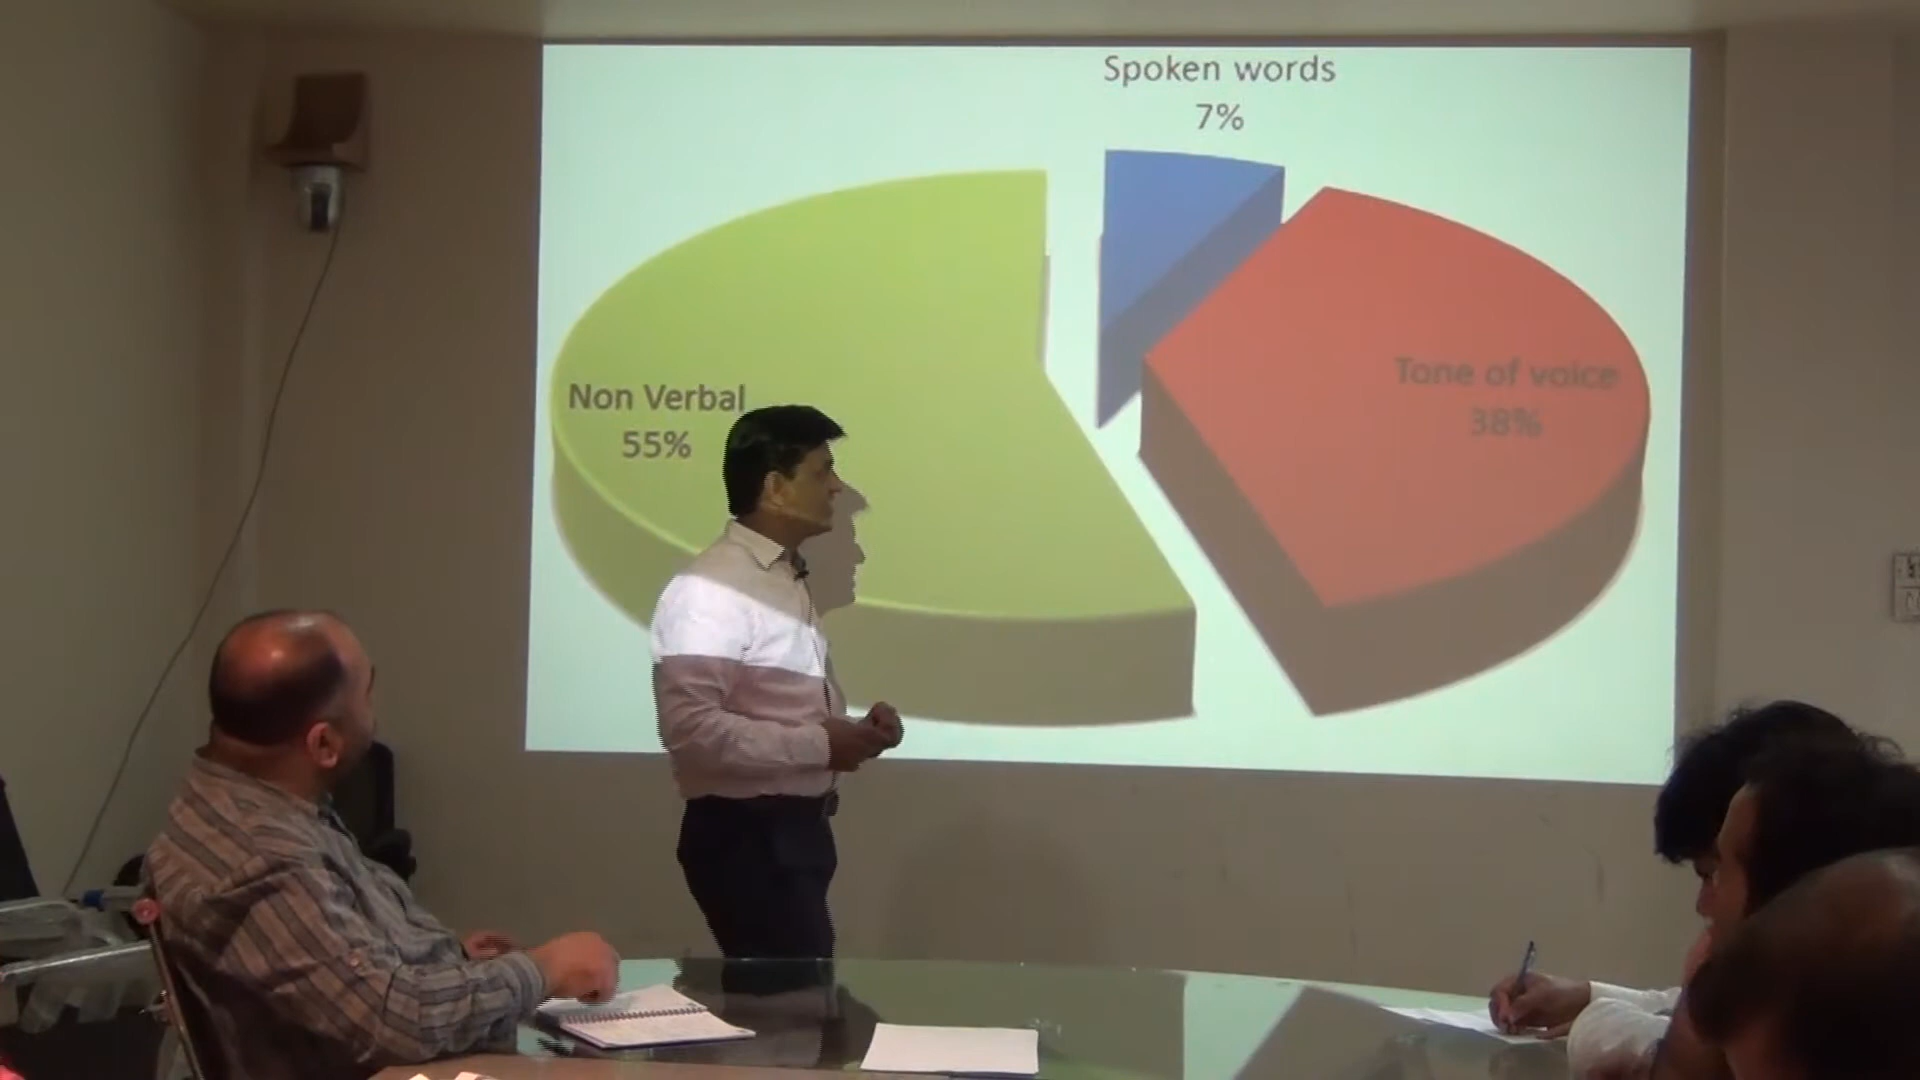 Spoken words
7%
Non Verbal
55%
Tone of voice
38%